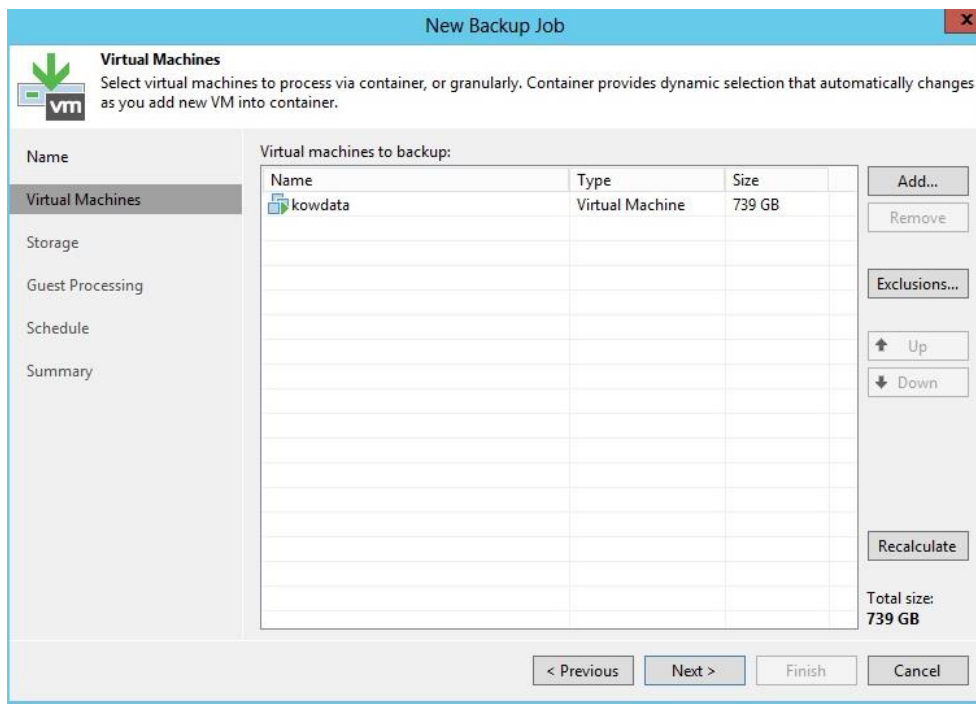 New Backup Job
x
Virtual Machines
Select virtual machines to process via container, or granularly. Container provides dynamic selection that automatically changes
as you add new VM into container.
vm
Name
Virtual Machines
Storage
Guest Processing
Schedule
Summary
Virtual machines to backup:
Name Type Size
kowdata Virtual Machine 739 GB
Add...
Remove
Exclusions...
Up
Down
Recalculate
Total size:
739 GB
< Previous Next > Finish Cancel